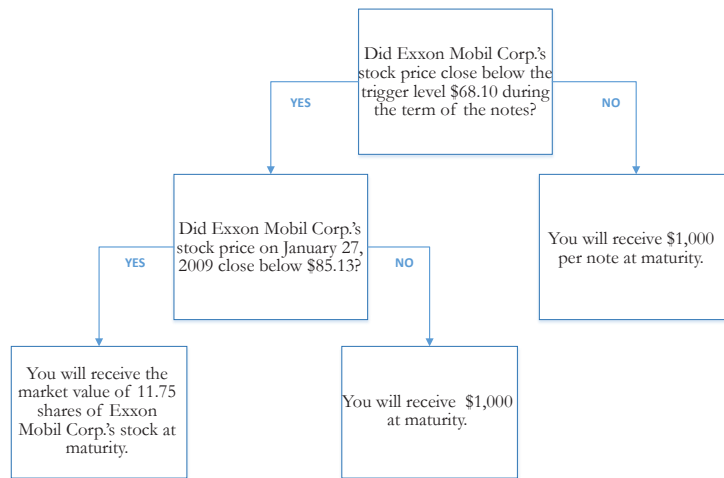 Did Exxon Mobil Corp.'s
stock price close below the
trigger level $68.10 during
the term of the notes?
YES
NO
Did Exxon Mobil Corp.'s
stock price on January 27,
2009 close below $85.13?
You will receive $1,000
per note at maturity.
YES
NO
You will receive the
market value of 11.75
shares of Exxon
Mobil Corp.'s stock at
maturity.
You will receive $1,000
at maturity.